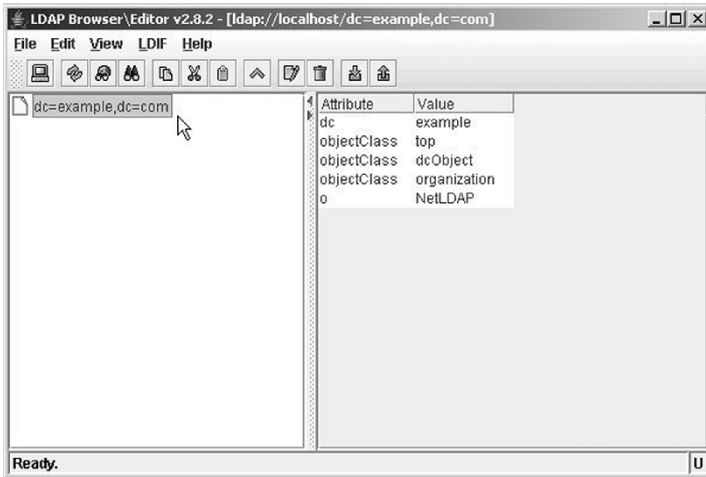 LDAP Browser\Editor v2.8.2 - [ldap://localhost/dc=example,dc=com]
File Edit View LDIF Help
dc=example,dc=com
Attribute Value
dc example
objectClass top
objectClass dcObject
objectClass organization
o NetLDAP
Ready. U